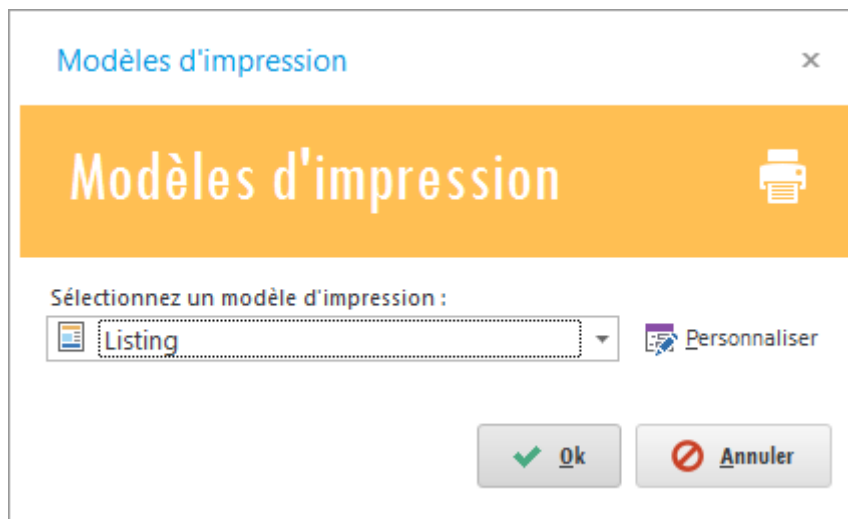 Modèles d'impression
Modèles d'impression
Sélectionnez un modèle d'impression :
Listing
Personnaliser
Ok
Annuler